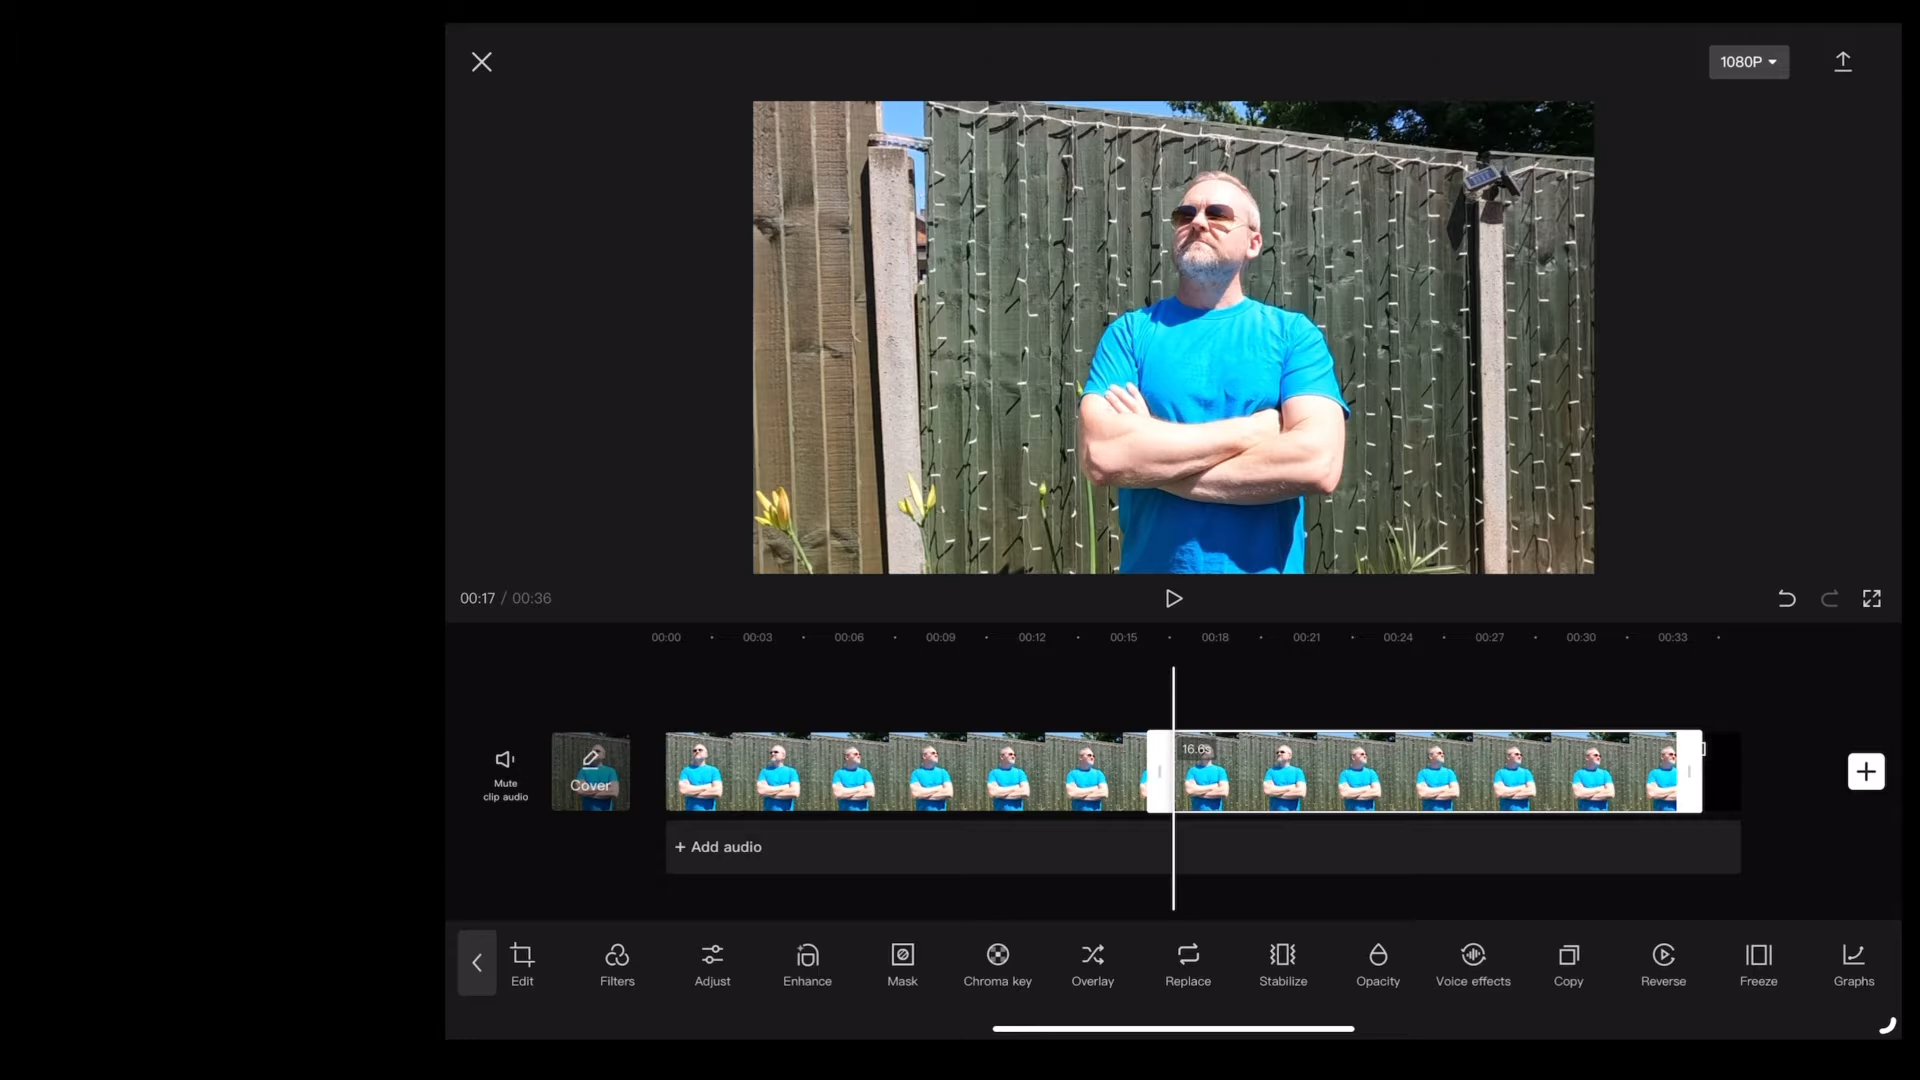 1080P
00:17 / 00:36
00:00 00:03 00:06 00:09 00:12 00:15 00:18 00:21 00:24 00:27 00:30 00:33
16.6s
Mute
clip audio
Cover
+ Add audio
Edit Filters Adjust Enhance Mask Chroma key Overlay Replace Stabilize Opacity Voice effects Copy Reverse Freeze Graphs